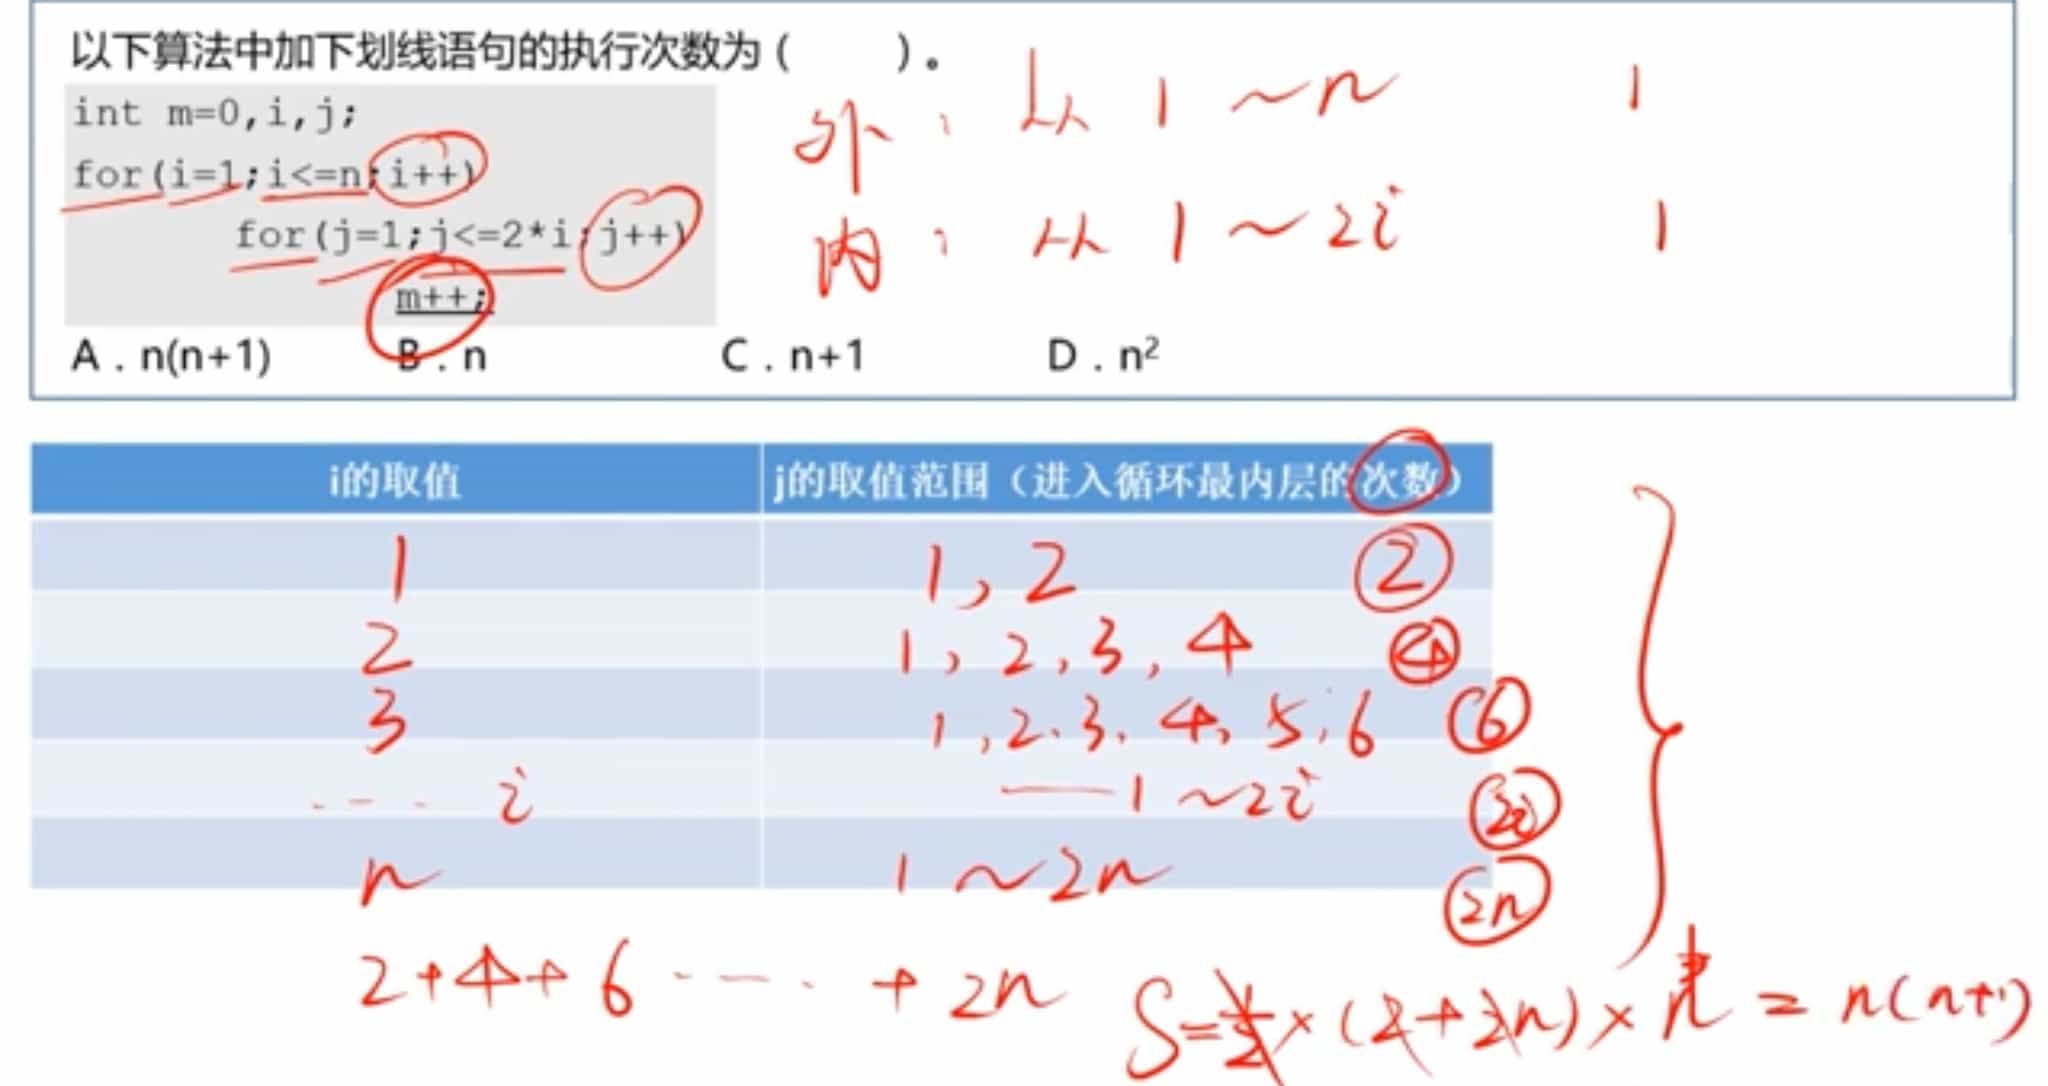 以下算法中加下划线语句的执行次数为（　　）。
int m=0,i,j;
for(i=1;i<=n;i++)
for(j=1;j<=2*i;j++)
m++;
A．n(n+1)　B．n　C．n+1　D．n²
外：从 1 ~ n　1
内：从 1 ~ 2i　1
i的取值　j的取值范围（进入循环最内层的次数）
1　1, 2　2
2　1, 2, 3, 4　4
3　1, 2, 3, 4, 5, 6　6
... i　— 1 ~ 2i　2i
n　1 ~ 2n　2n
2+4+6 ... + 2n
S=1/2×(2+2n)×n = n(n+1)